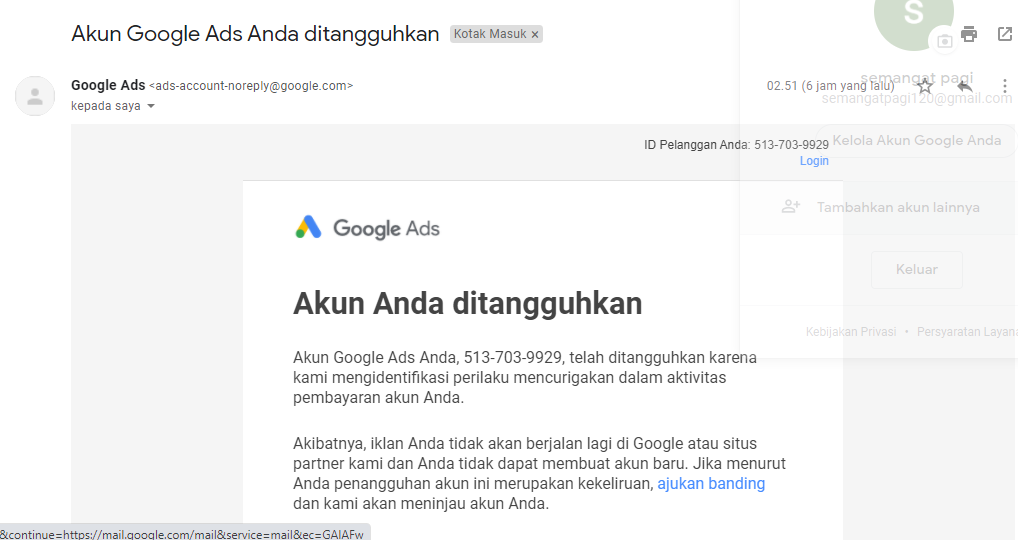 Akun Google Ads Anda ditangguhkan
Kotak Masuk ×
S
Google Ads <ads-account-noreply@google.com>
02.51 (6 jam yang lalu)
kepada saya
semangat pagi
semangatpagi120@gmail.com
Kelola Akun Google Anda
Tambahkan akun lainnya
Keluar
Kebijakan Privasi • Persyaratan Layana
ID Pelanggan Anda: 513-703-9929
Login
Google Ads
Akun Anda ditangguhkan
Akun Google Ads Anda, 513-703-9929, telah ditangguhkan karena
kami mengidentifikasi perilaku mencurigakan dalam aktivitas
pembayaran akun Anda.
Akibatnya, iklan Anda tidak akan berjalan lagi di Google atau situs
partner kami dan Anda tidak dapat membuat akun baru. Jika menurut
Anda penangguhan akun ini merupakan kekeliruan, ajukan banding
dan kami akan meninjau akun Anda.
&continue=https://mail.google.com/mail&service=mail&ec=GAlAFw